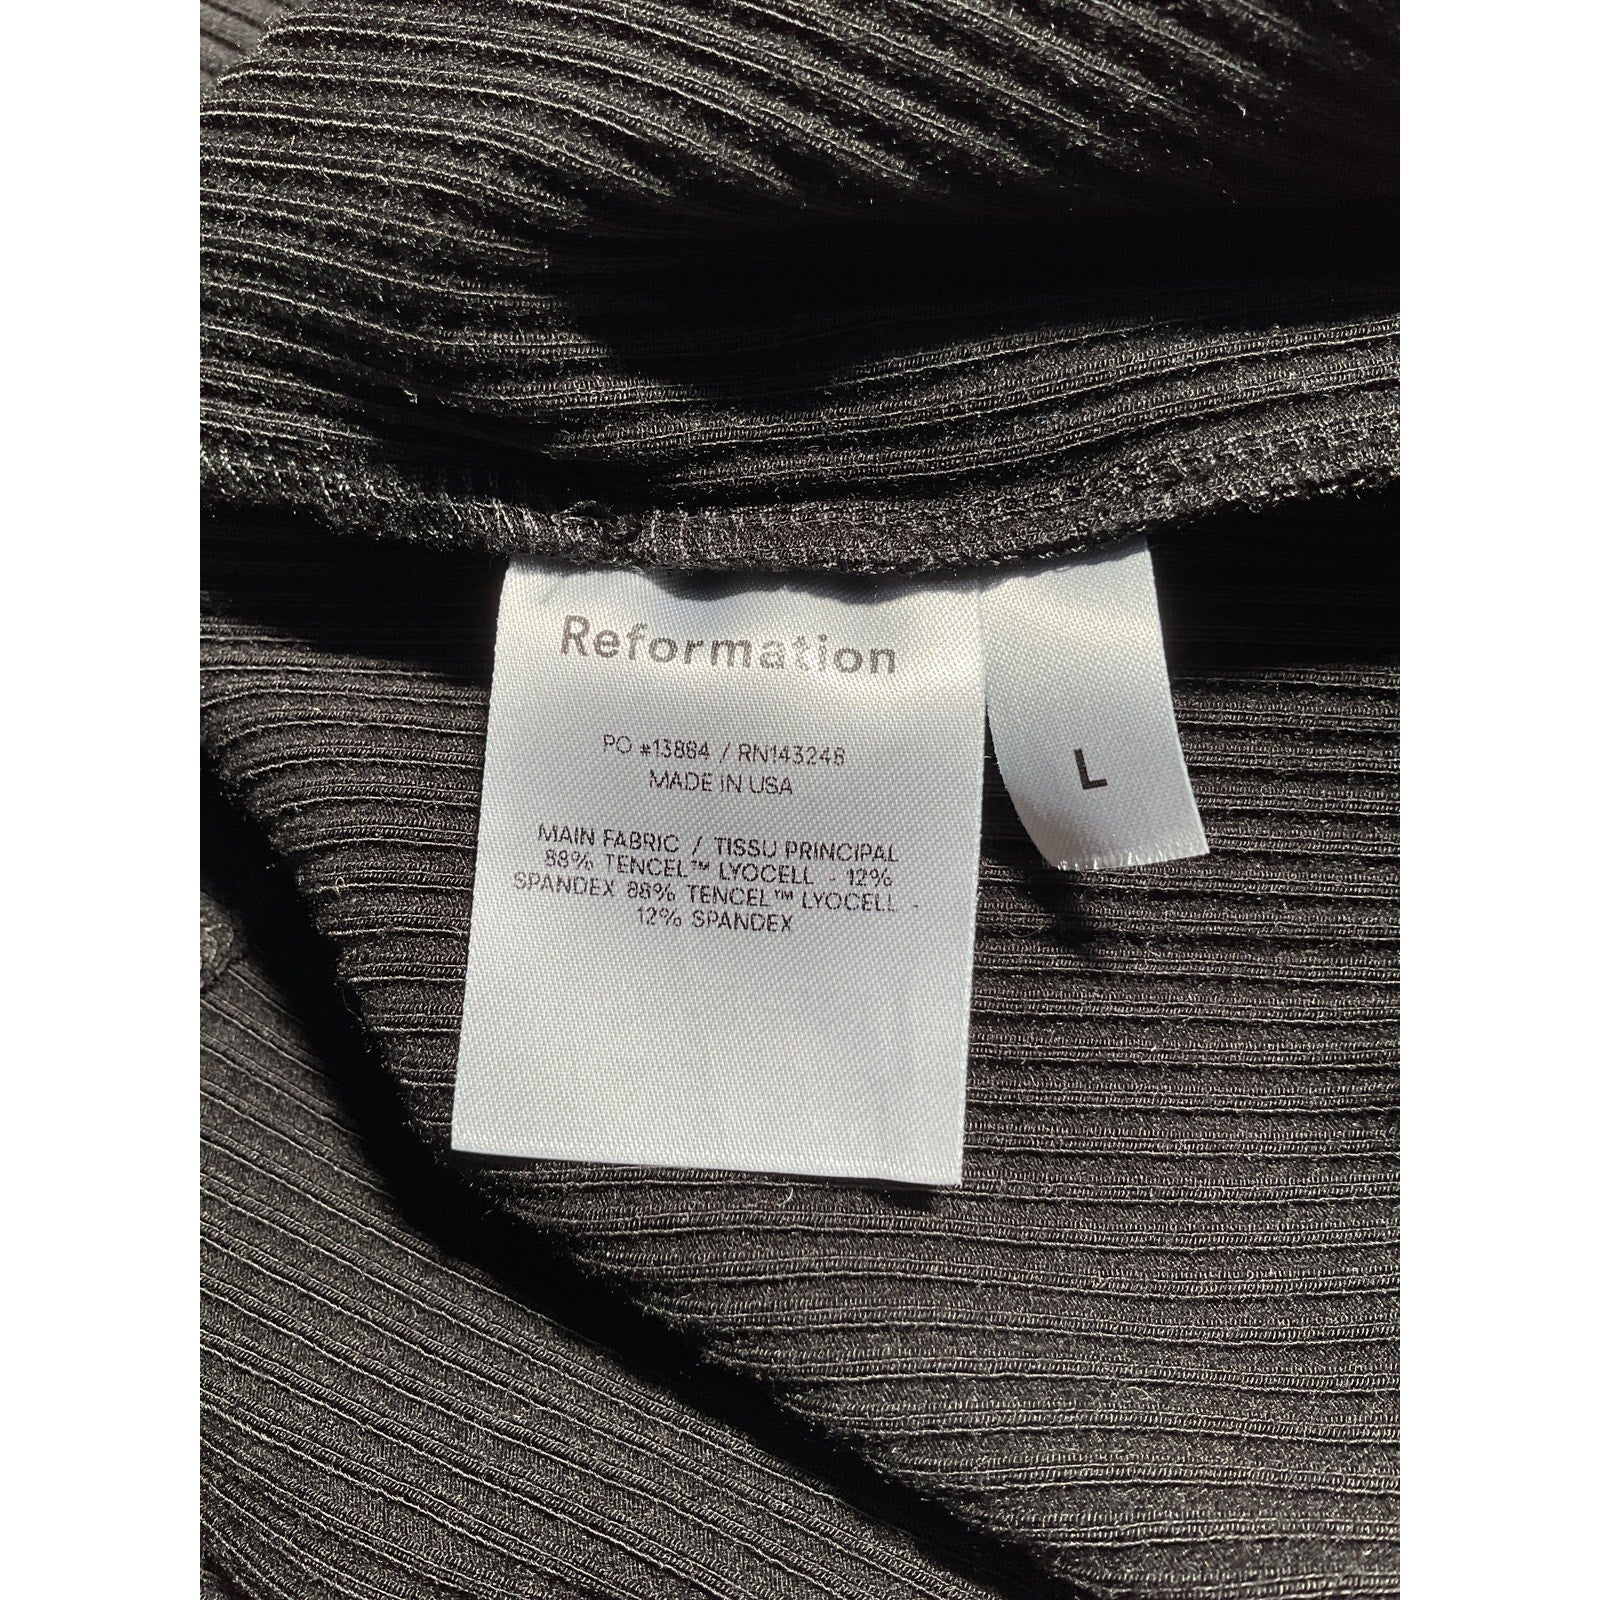 Reformation
PO #13884 / RN143248
MADE IN USA
MAIN FABRIC / TISSU PRINCIPAL
88% TENCEL™ LYOCELL - 12%
SPANDEX 88% TENCEL™ LYOCELL -
12% SPANDEX
L